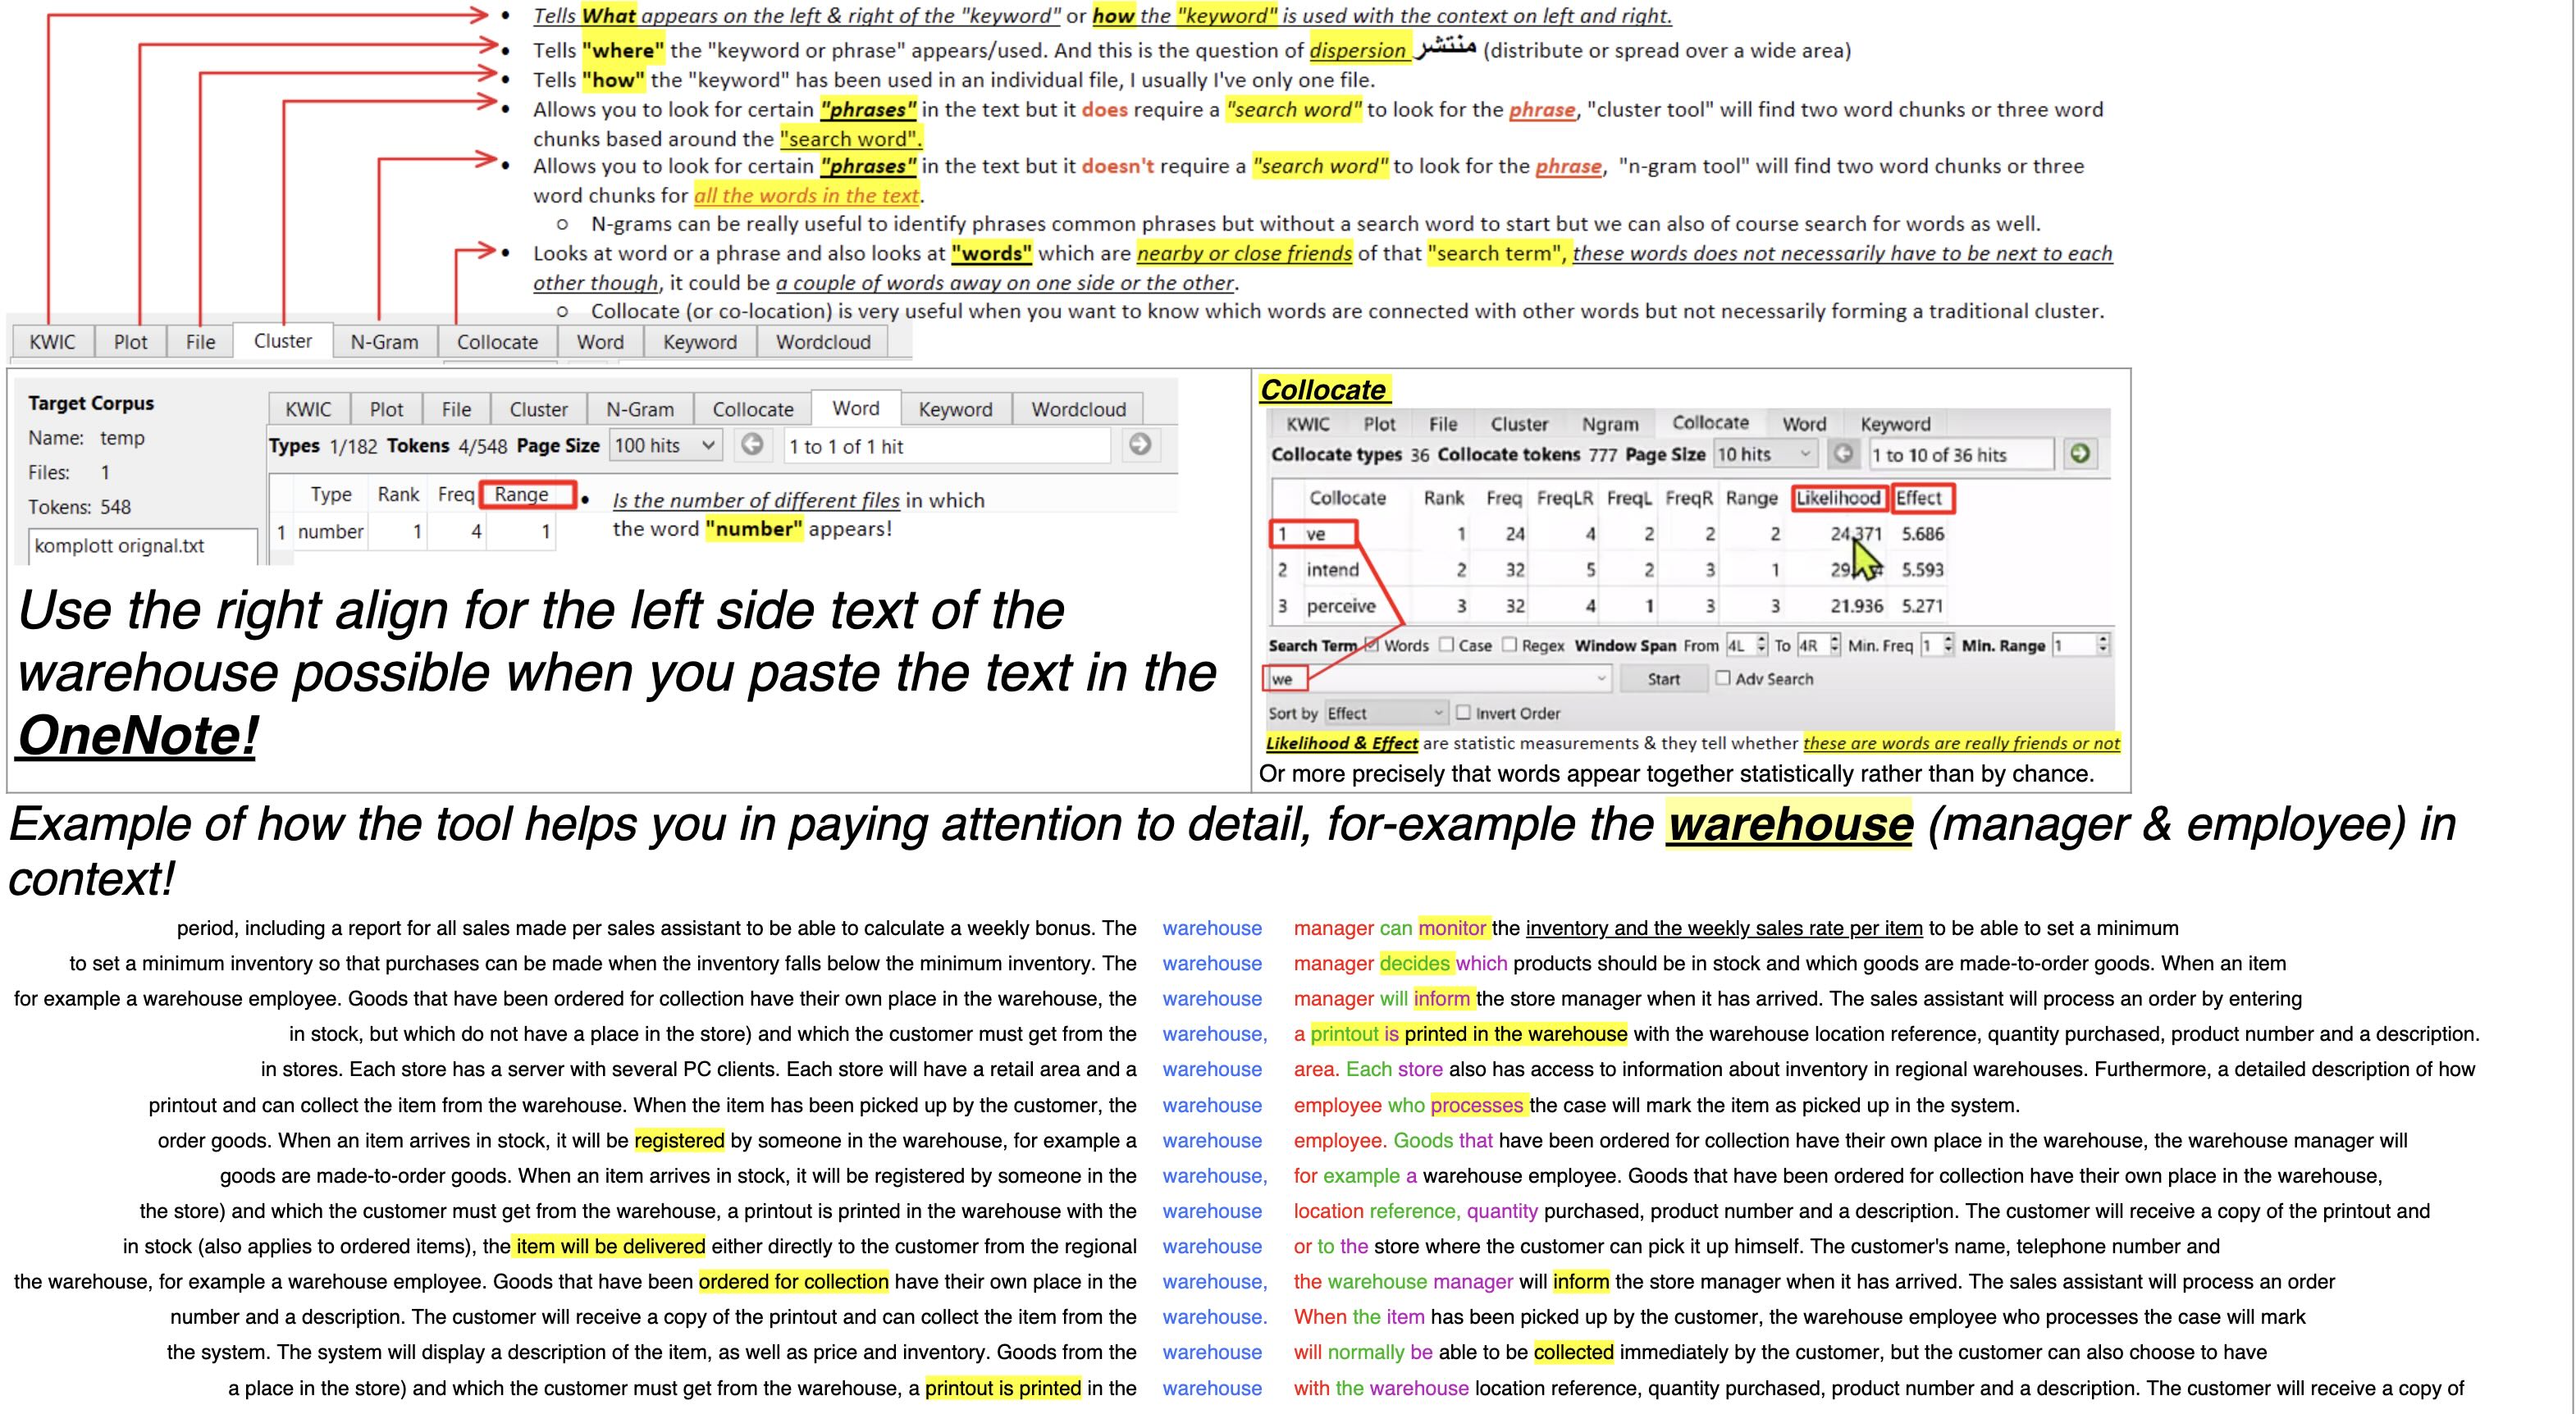 Tells What appears on the left & right of the "keyword" or how the "keyword" is used with the context on left and right.
Tells "where" the "keyword or phrase" appears/used. And this is the question of dispersion منتشر (distribute or spread over a wide area)
Tells "how" the "keyword" has been used in an individual file, I usually I've only one file.
Allows you to look for certain "phrases" in the text but it does require a "search word" to look for the phrase, "cluster tool" will find two word chunks or three word
chunks based around the "search word".
Allows you to look for certain "phrases" in the text but it doesn't require a "search word" to look for the phrase, "n-gram tool" will find two word chunks or three
word chunks for all the words in the text.
N-grams can be really useful to identify phrases common phrases but without a search word to start but we can also of course search for words as well.
Looks at word or a phrase and also looks at "words" which are nearby or close friends of that "search term", these words does not necessarily have to be next to each
other though, it could be a couple of words away on one side or the other.
Collocate (or co-location) is very useful when you want to know which words are connected with other words but not necessarily forming a traditional cluster.
KWIC Plot File Cluster N-Gram Collocate Word Keyword Wordcloud
Target Corpus
Name: temp
Files: 1
Tokens: 548
komplott orignal.txt
KWIC Plot File Cluster N-Gram Collocate Word Keyword Wordcloud
Types 1/182 Tokens 4/548 Page Size 100 hits 1 to 1 of 1 hit
Type Rank Freq Range
1 number 1 4 1
Is the number of different files in which
the word "number" appears!
Use the right align for the left side text of the
warehouse possible when you paste the text in the
OneNote!
Collocate
KWIC Plot File Cluster Ngram Collocate Word Keyword
Collocate types 36 Collocate tokens 777 Page Size 10 hits 1 to 10 of 36 hits
Collocate Rank Freq FreqLR FreqL FreqR Range Likelihood Effect
1 ve 1 24 4 2 2 2 24.371 5.686
2 intend 2 32 5 2 3 1 5.593
3 perceive 3 32 4 1 3 3 21.936 5.271
Search Term Words Case Regex Window Span From 4L To 4R Min. Freq 1 Min. Range 1
we Start Adv Search
Sort by Effect Invert Order
Likelihood & Effect are statistic measurements & they tell whether these are words are really friends or not
Or more precisely that words appear together statistically rather than by chance.
Example of how the tool helps you in paying attention to detail, for-example the warehouse (manager & employee) in
context!
period, including a report for all sales made per sales assistant to be able to calculate a weekly bonus. The warehouse manager can monitor the inventory and the weekly sales rate per item to be able to set a minimum
to set a minimum inventory so that purchases can be made when the inventory falls below the minimum inventory. The warehouse manager decides which products should be in stock and which goods are made-to-order goods. When an item
for example a warehouse employee. Goods that have been ordered for collection have their own place in the warehouse, the warehouse manager will inform the store manager when it has arrived. The sales assistant will process an order by entering
in stock, but which do not have a place in the store) and which the customer must get from the warehouse, a printout is printed in the warehouse with the warehouse location reference, quantity purchased, product number and a description.
in stores. Each store has a server with several PC clients. Each store will have a retail area and a warehouse area. Each store also has access to information about inventory in regional warehouses. Furthermore, a detailed description of how
printout and can collect the item from the warehouse. When the item has been picked up by the customer, the warehouse employee who processes the case will mark the item as picked up in the system.
order goods. When an item arrives in stock, it will be registered by someone in the warehouse, for example a warehouse employee. Goods that have been ordered for collection have their own place in the warehouse, the warehouse manager will
goods are made-to-order goods. When an item arrives in stock, it will be registered by someone in the warehouse, for example a warehouse employee. Goods that have been ordered for collection have their own place in the warehouse,
the store) and which the customer must get from the warehouse, a printout is printed in the warehouse with the warehouse location reference, quantity purchased, product number and a description. The customer will receive a copy of the printout and
in stock (also applies to ordered items), the item will be delivered either directly to the customer from the regional warehouse or to the store where the customer can pick it up himself. The customer's name, telephone number and
the warehouse, for example a warehouse employee. Goods that have been ordered for collection have their own place in the warehouse, the warehouse manager will inform the store manager when it has arrived. The sales assistant will process an order
number and a description. The customer will receive a copy of the printout and can collect the item from the warehouse. When the item has been picked up by the customer, the warehouse employee who processes the case will mark
the system. The system will display a description of the item, as well as price and inventory. Goods from the warehouse will normally be able to be collected immediately by the customer, but the customer can also choose to have
a place in the store) and which the customer must get from the warehouse, a printout is printed in the warehouse with the warehouse location reference, quantity purchased, product number and a description. The customer will receive a copy of